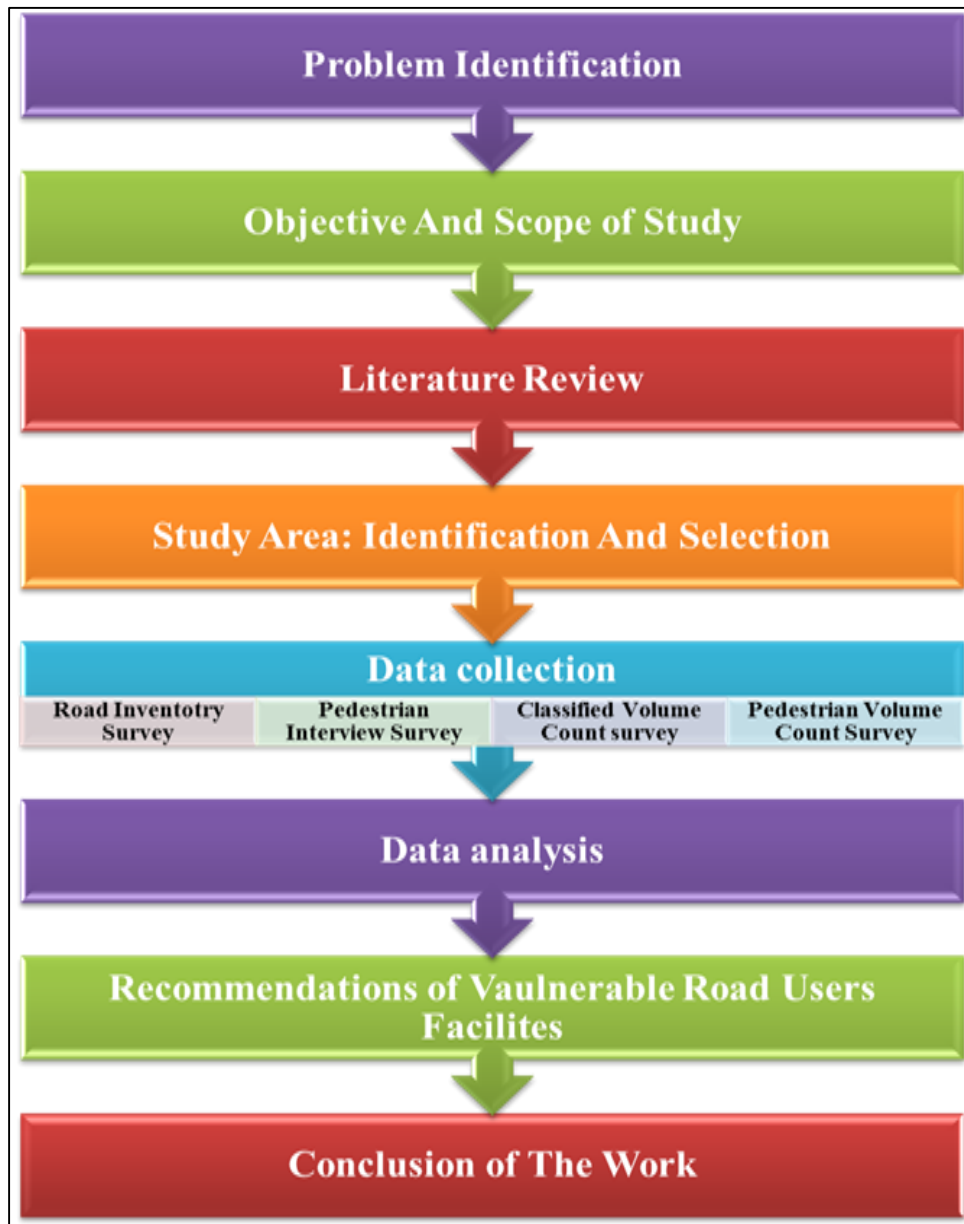 Problem Identification
Objective And Scope of Study
Literature Review
Study Area: Identification And Selection
Data collection
Road Inventotry
Survey
Pedestrian
Interview Survey
Classified Volume
Count survey
Pedestrian Volume
Count Survey
Data analysis
Recommendations of Vaulnerable Road Users
Facilites
Conclusion of The Work